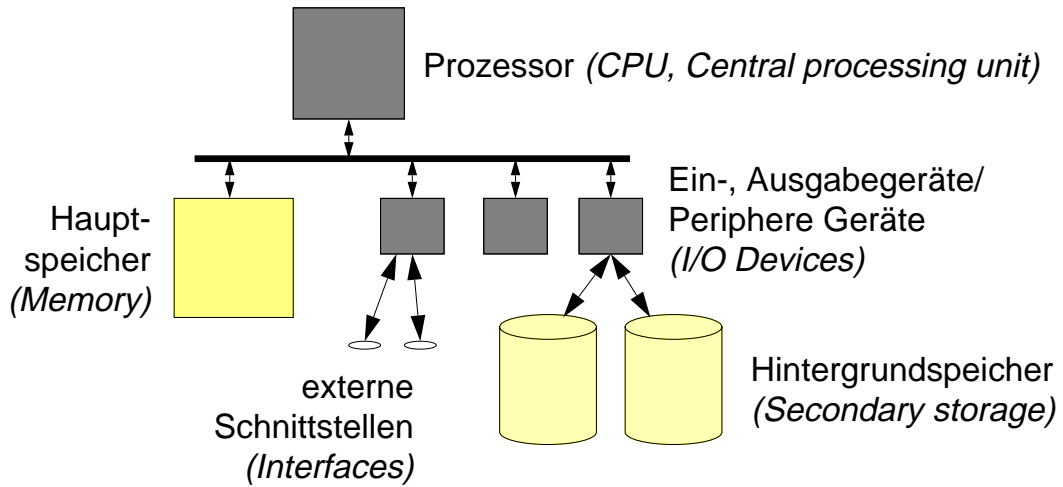 Prozessor (CPU, Central processing unit)
Haupt-
speicher
(Memory)
Ein-, Ausgabegeräte/
Periphere Geräte
(I/O Devices)
externe
Schnittstellen
(Interfaces)
Hintergrundspeicher
(Secondary storage)